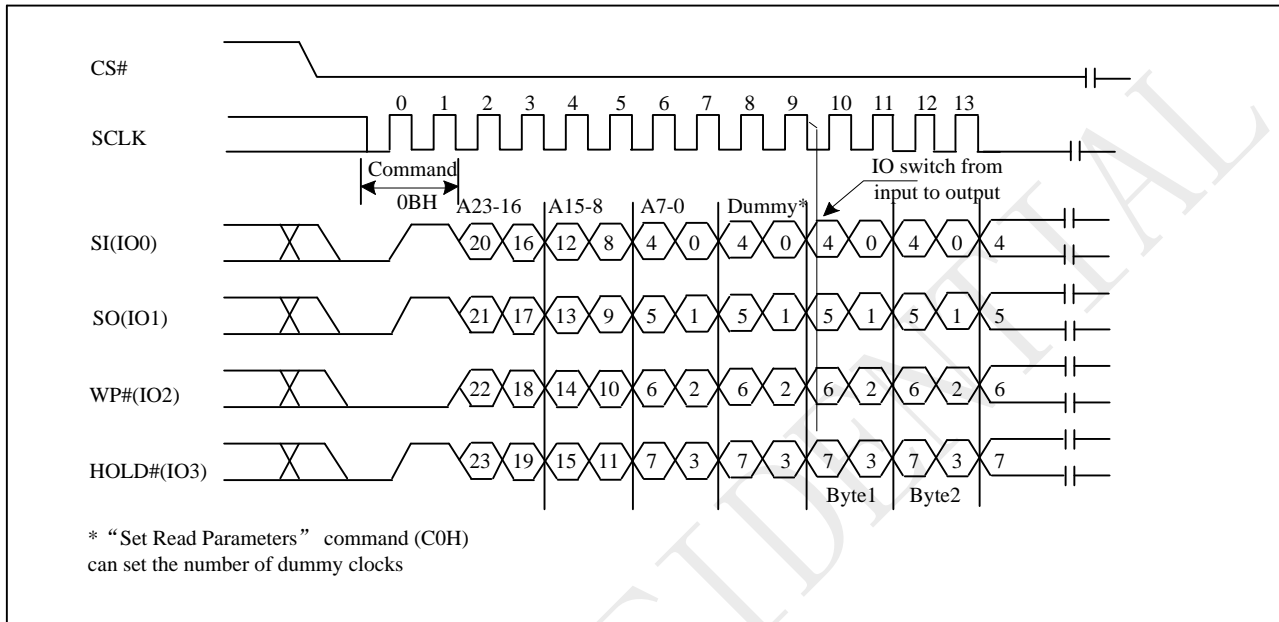 CS#
0 1 2 3 4 5 6 7 8 9 10 11 12 13
SCLK
Command
0BH
IO switch from
input to output
A23-16 A15-8 A7-0 Dummy*
SI(IO0) 20 16 12 8 4 0 4 0 4 0 4 0 4
SO(IO1) 21 17 13 9 5 1 5 1 5 1 5 1 5
WP#(IO2) 22 18 14 10 6 2 6 2 6 2 6 2 6
HOLD#(IO3) 23 19 15 11 7 3 7 3 7 3 7 3 7
Byte1 Byte2
* “Set Read Parameters” command (C0H)
can set the number of dummy clocks